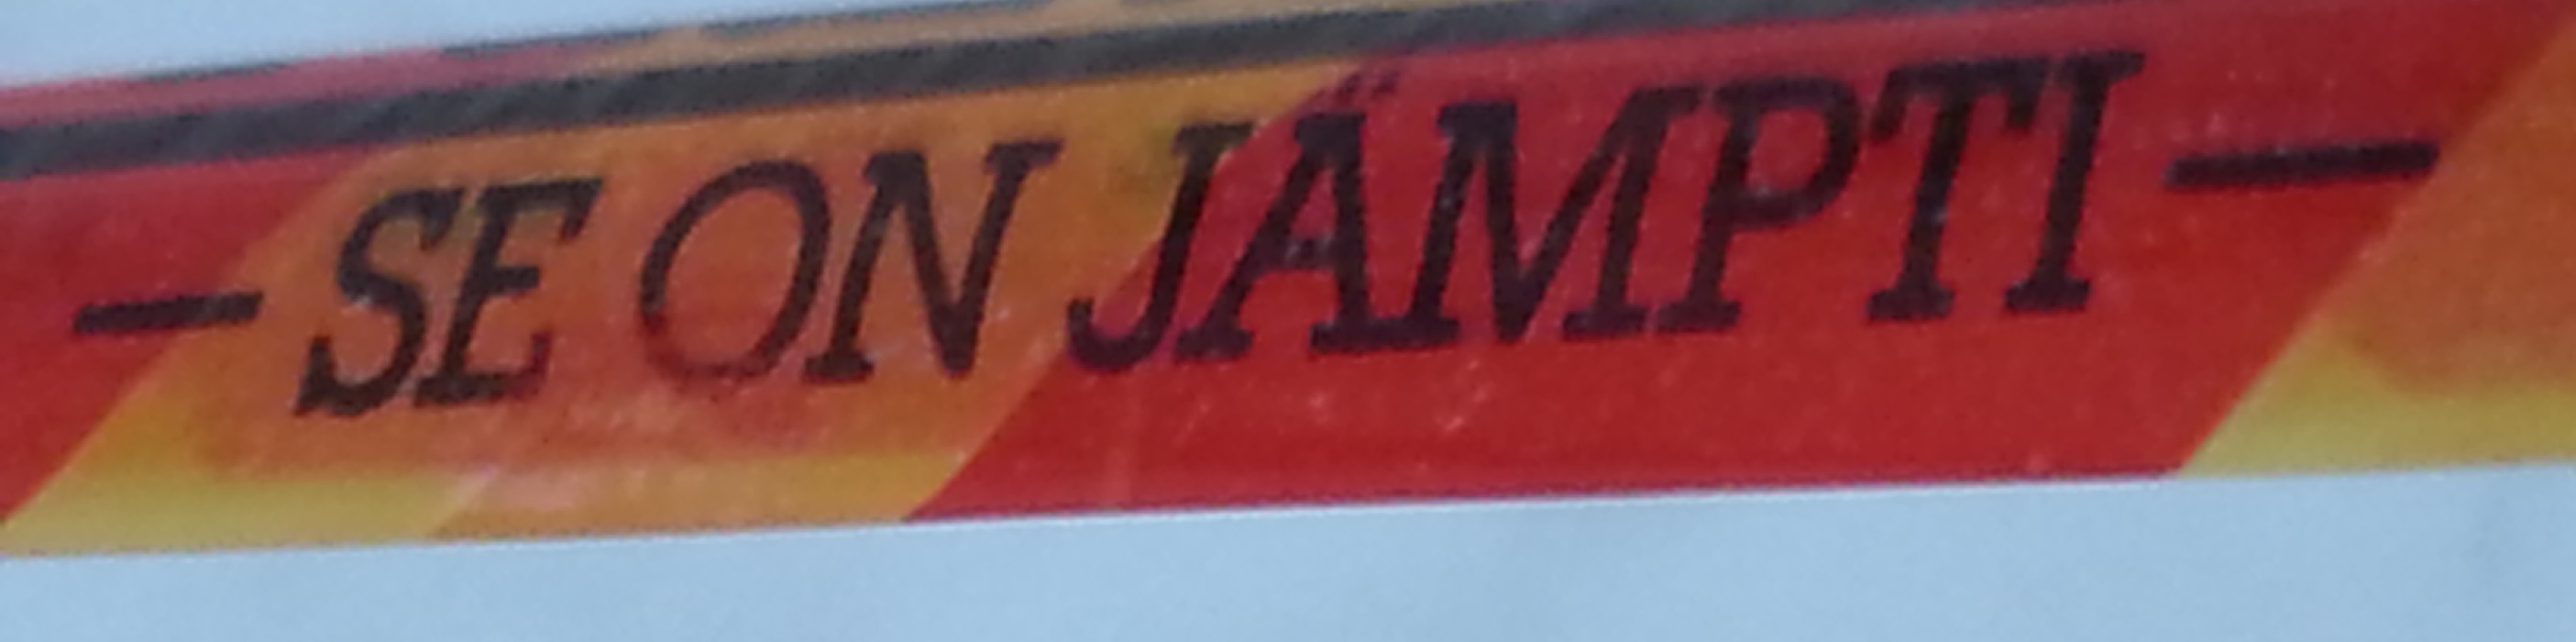 — SE ON JÄMPTI —